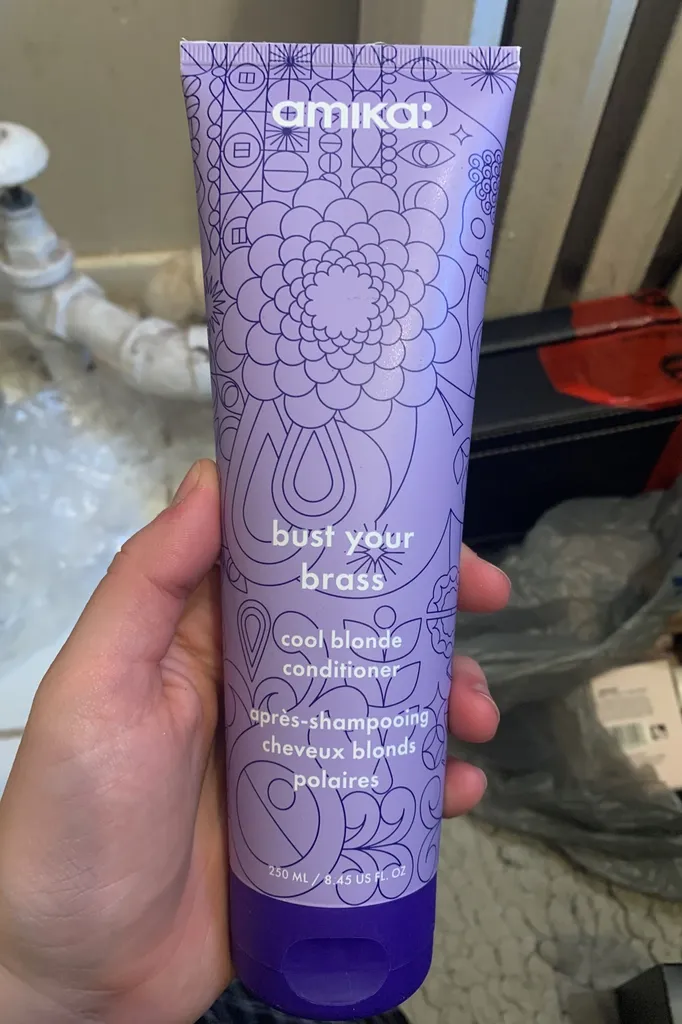 amika:
bust your
brass
cool blonde
conditioner
après-shampooing
cheveux blonds
polaires
250 ML / 8.45 US FL. OZ